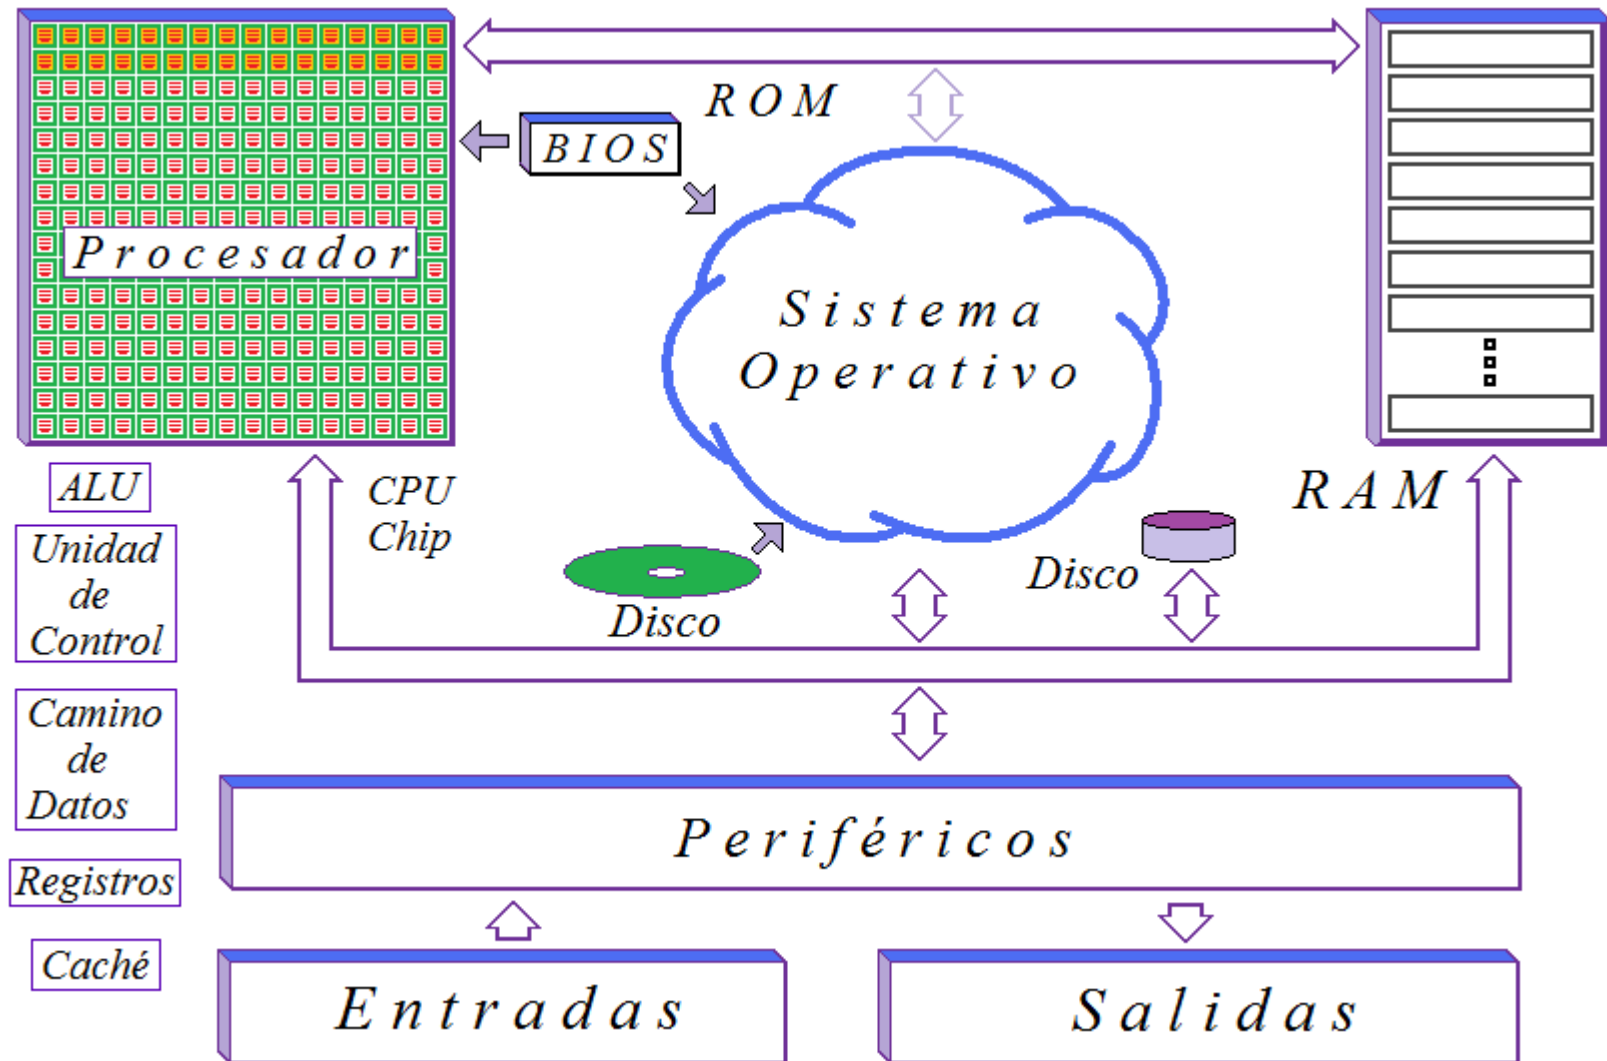 ROM
BIOS
Procesador
Sistema
Operativo
ALU
CPU
Chip
RAM
Unidad
de
Control
Disco
Disco
Camino
de
Datos
Periféricos
Registros
Caché
Entradas
Salidas